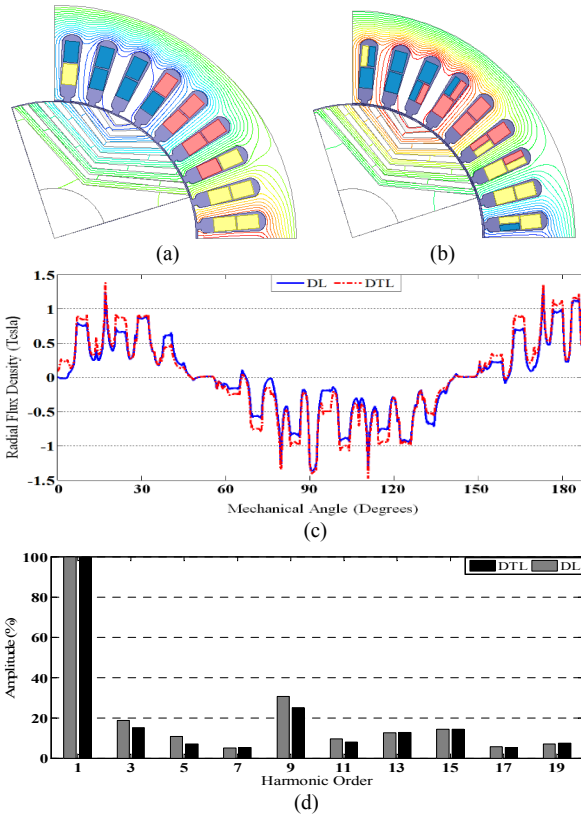 (a) (b)
DL DTL
1.5
1
0.5
0
-0.5
-1
-1.5
Radial Flux Density (Tesla)
0 30 60 90 120 150 180
Mechanical Angle (Degrees)
(c)
DTL DL
100
80
60
40
20
0
Amplitude (%)
1 3 5 7 9 11 13 15 17 19
Harmonic Order
(d)